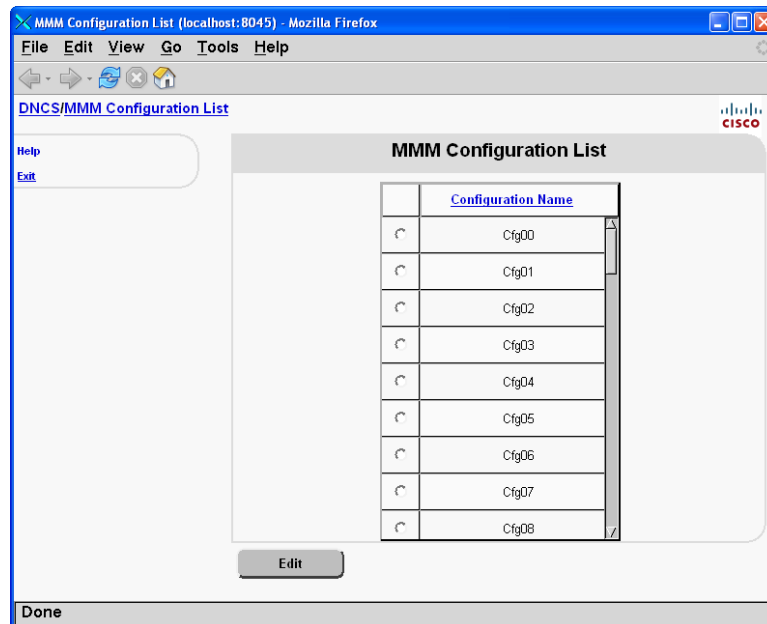 MMM Configuration List (localhost:8045) - Mozilla Firefox
File Edit View Go Tools Help
DNCS/MMM Configuration List
CISCO
Help
Exit
MMM Configuration List
Configuration Name
Cfg00
Cfg01
Cfg02
Cfg03
Cfg04
Cfg05
Cfg06
Cfg07
Cfg08
Edit
Done